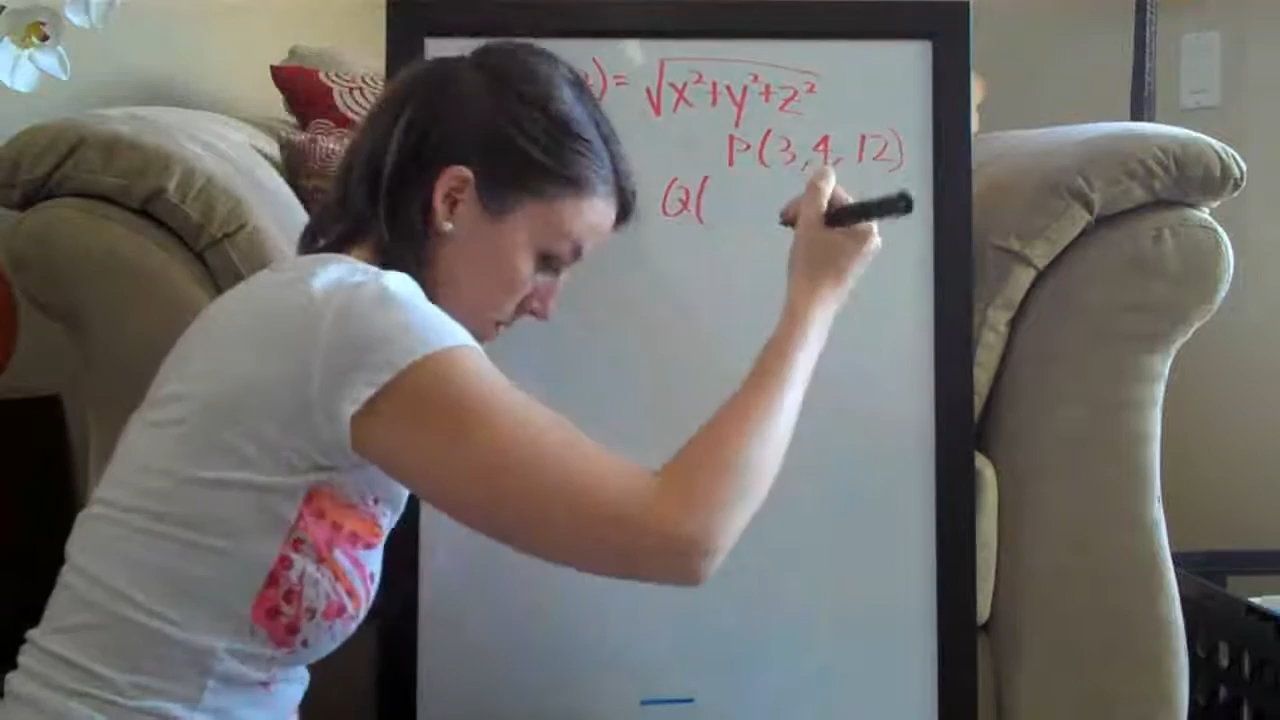 z) = √x²+y²+z²
P(3,4,12)
Q(